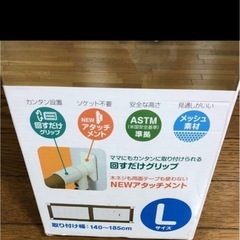 カンタン設置
ソケット不要
安全な高さ
見通しがいい
回すだけ
グリップ
NEWア
タッチ
メント
ASTM
(米国安全基準)
準拠
メッシュ
素材
ママにもカンタンに取り付けられる
回すだけグリップ
木ネジも両面テープも使わない
NEWアタッチメント
取り付け幅:140~185cm
L
サイズ